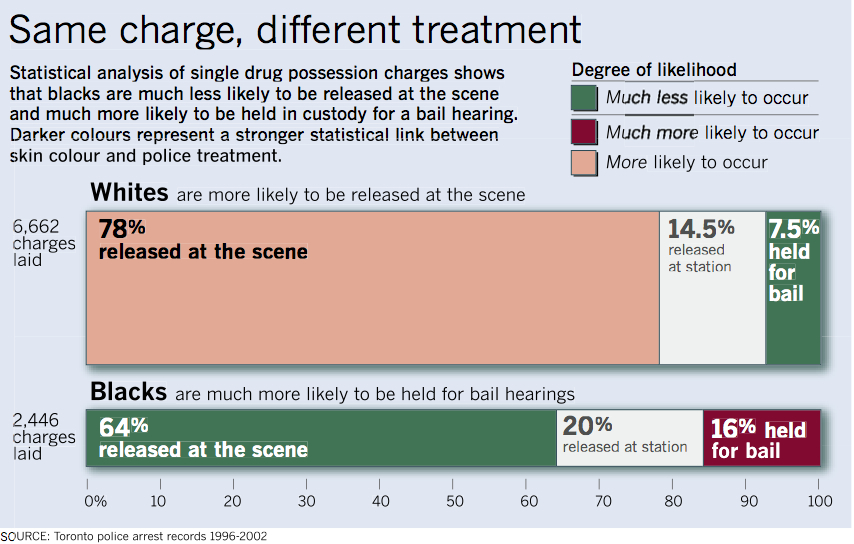 Same charge, different treatment
Statistical analysis of single drug possession charges shows
that blacks are much less likely to be released at the scene
and much more likely to be held in custody for a bail hearing.
Darker colours represent a stronger statistical link between
skin colour and police treatment.
Degree of likelihood
Much less likely to occur
Much more likely to occur
More likely to occur
Whites are more likely to be released at the scene
6,662
charges
laid
78%
released at the scene
14.5%
released
at station
7.5%
held
for
bail
Blacks are much more likely to be held for bail hearings
2,446
charges
laid
64%
released at the scene
20%
released at station
16% held
for bail
0% 10 20 30 40 50 60 70 80 90 100
SOURCE: Toronto police arrest records 1996-2002